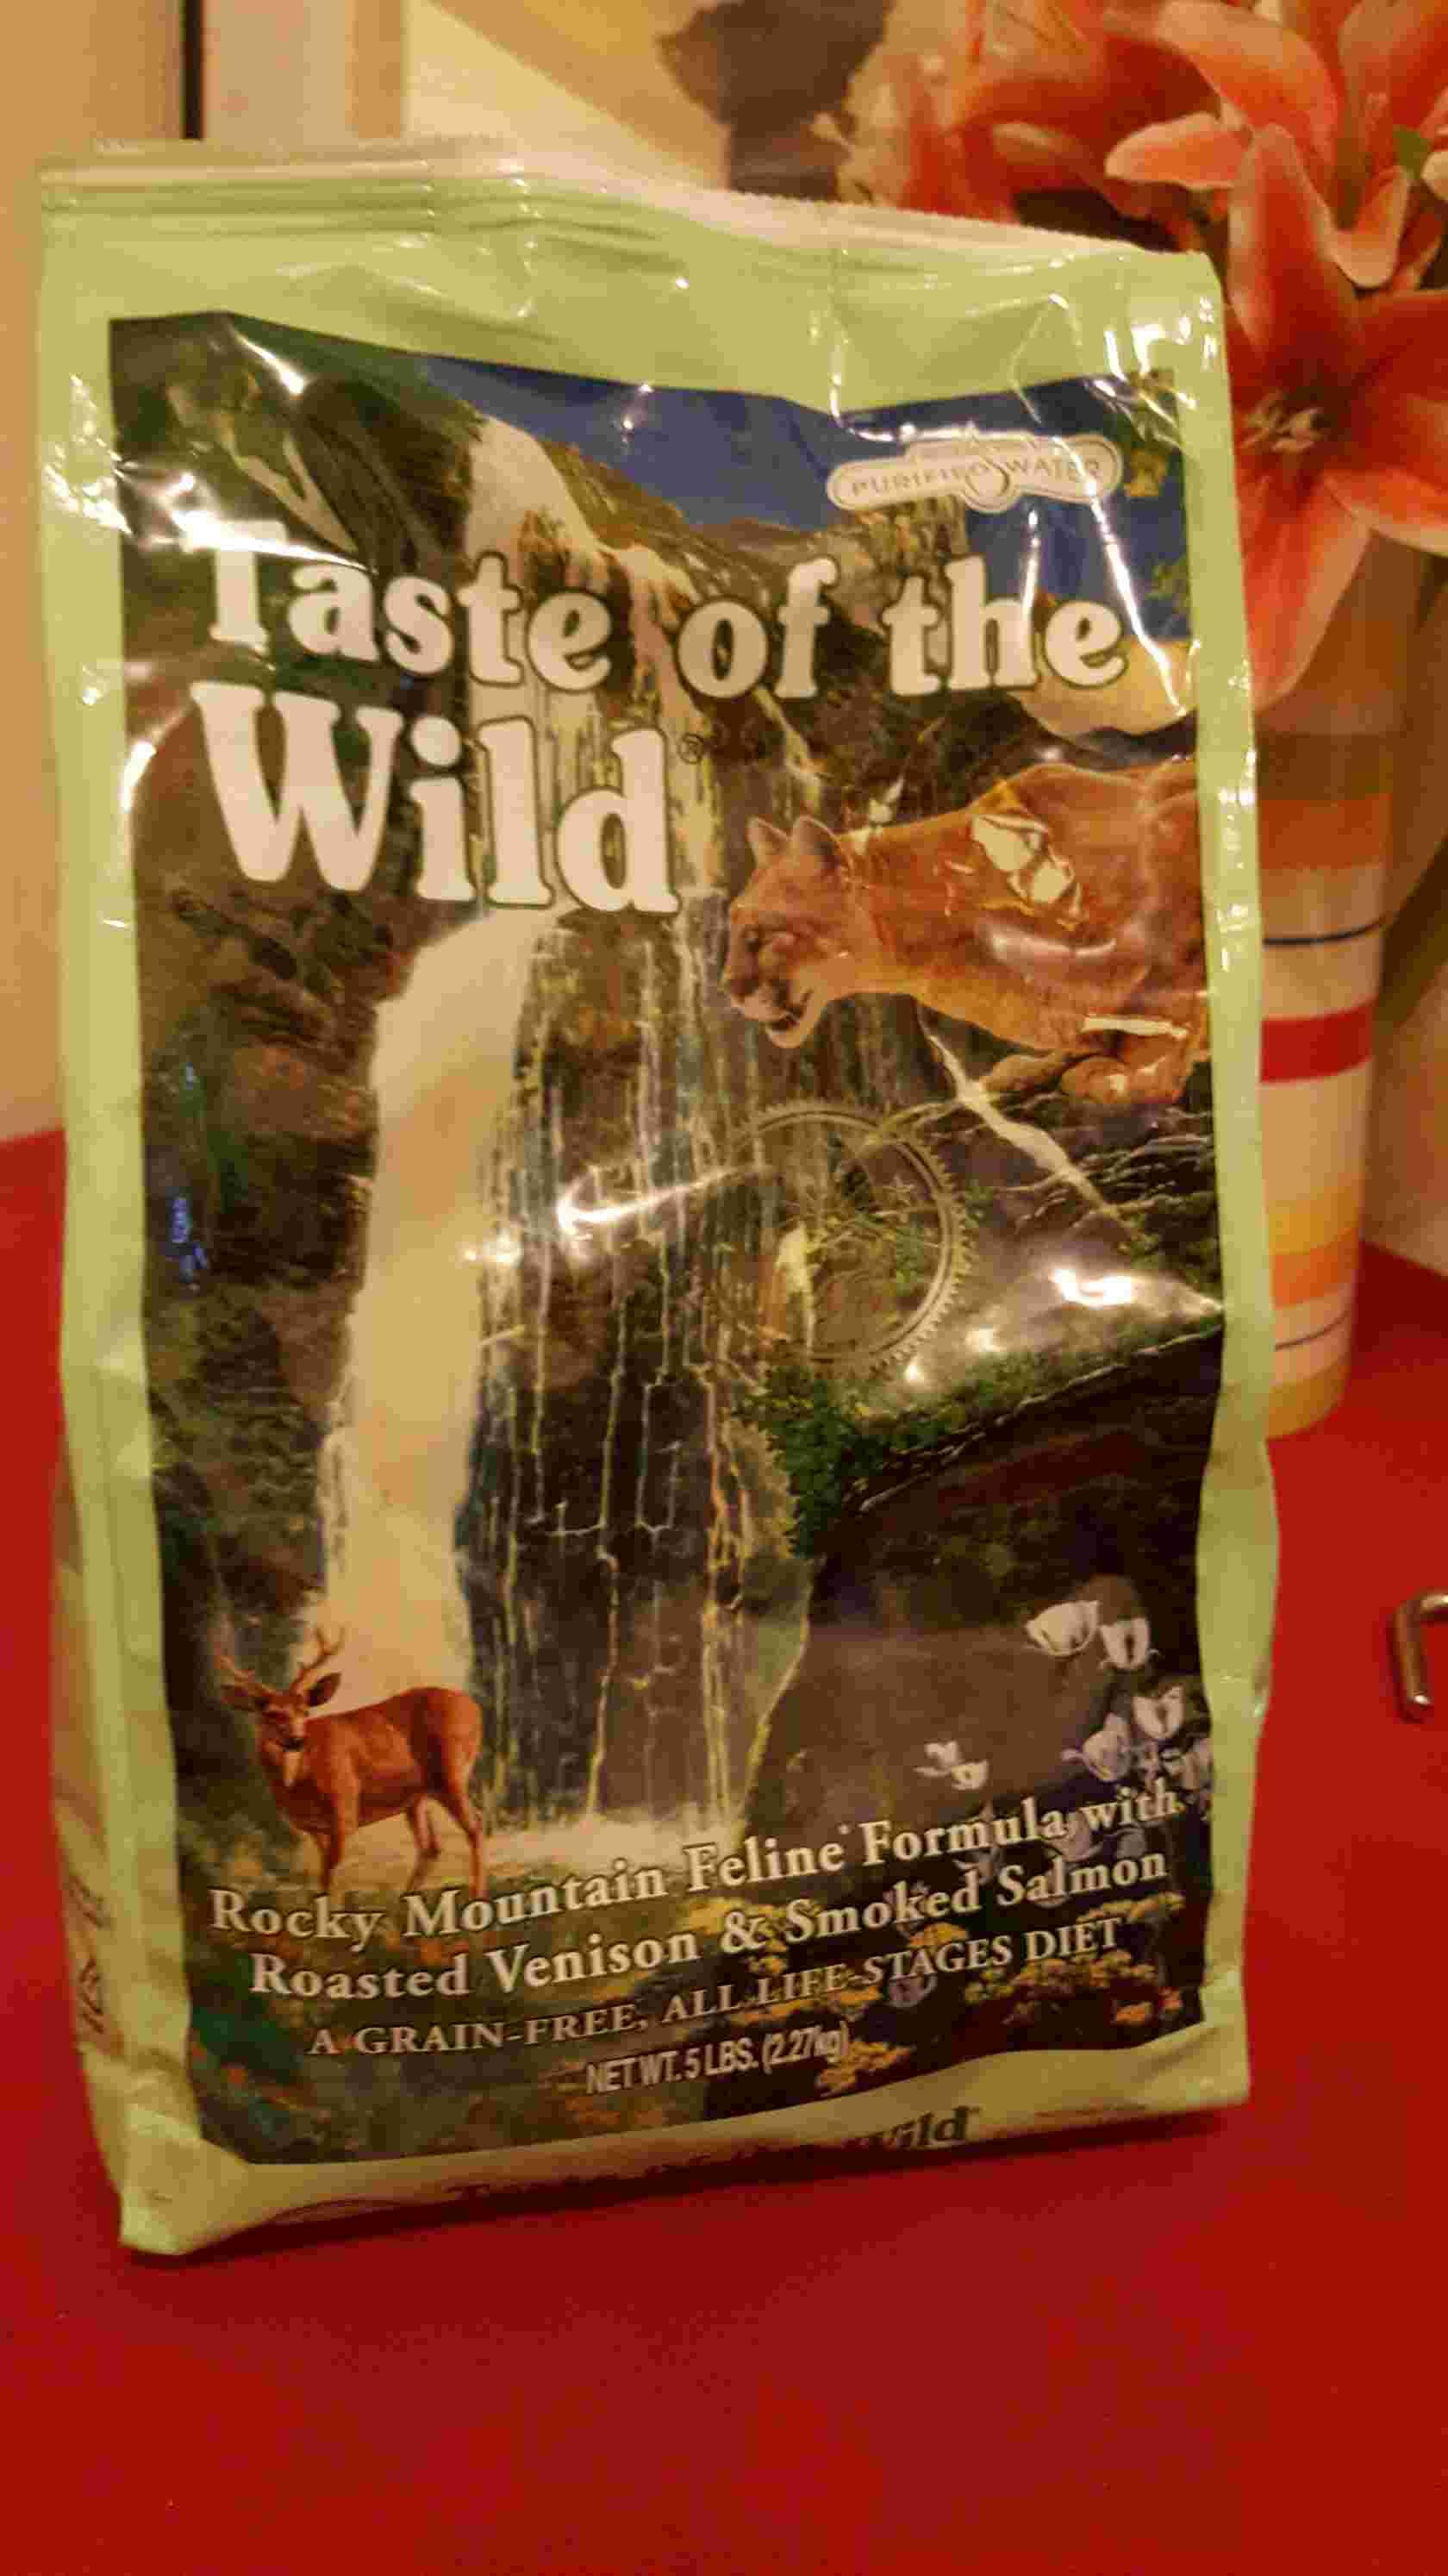 PURIFIED WATER
Taste of the
Wild®
Rocky Mountain Feline Formula with
Roasted Venison & Smoked Salmon
A GRAIN-FREE, ALL LIFE STAGES DIET
NET WT. 5 LBS. (2.27kg)
Wild